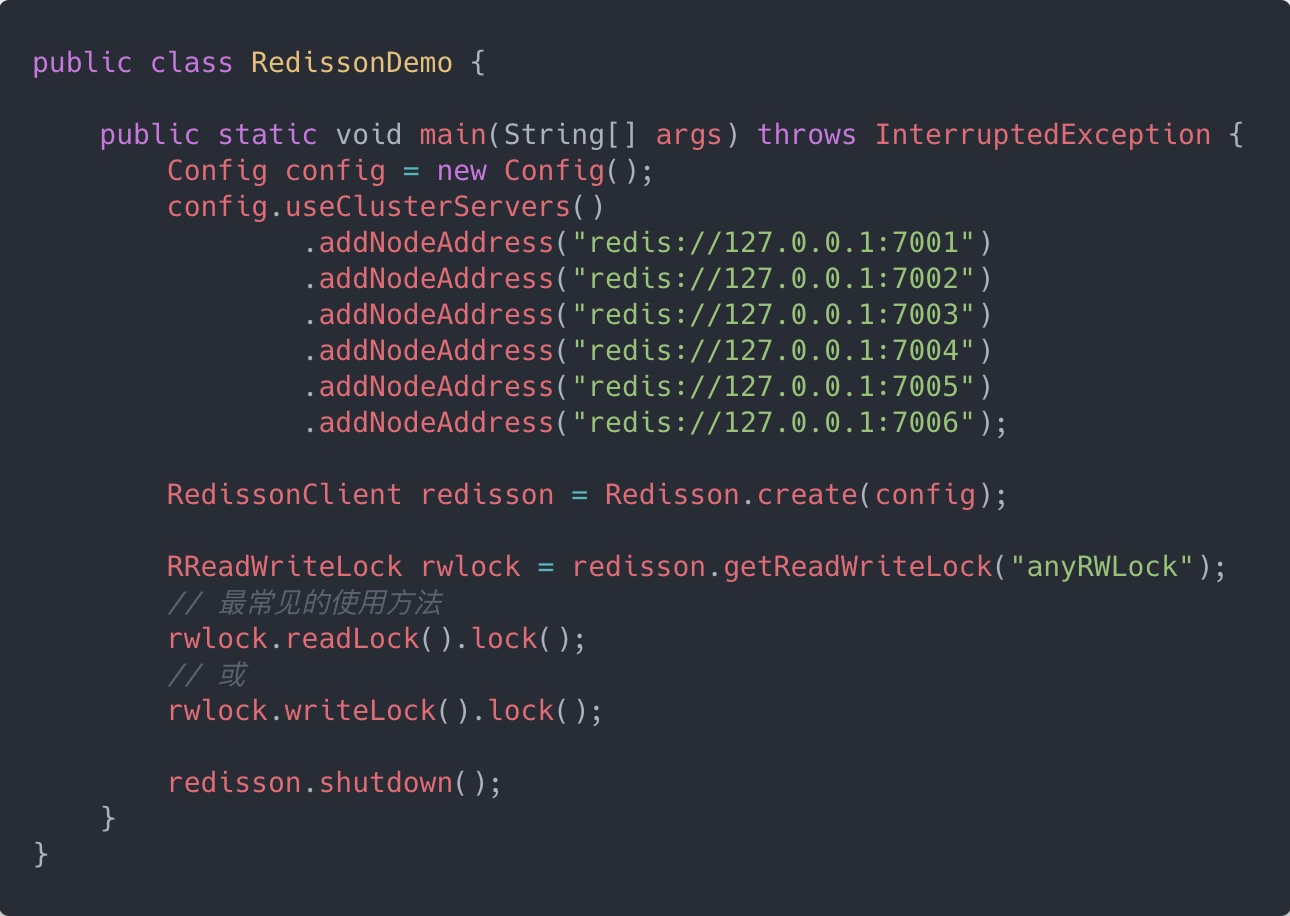 public class RedissonDemo {
    public static void main(String[] args) throws InterruptedException {
        Config config = new Config();
        config.useClusterServers()
                .addNodeAddress("redis://127.0.0.1:7001")
                .addNodeAddress("redis://127.0.0.1:7002")
                .addNodeAddress("redis://127.0.0.1:7003")
                .addNodeAddress("redis://127.0.0.1:7004")
                .addNodeAddress("redis://127.0.0.1:7005")
                .addNodeAddress("redis://127.0.0.1:7006");
        RedissonClient redisson = Redisson.create(config);
        RReadWriteLock rwlock = redisson.getReadWriteLock("anyRWLock");
        // 最常见的使用方法
        rwlock.readLock().lock();
        // 或
        rwlock.writeLock().lock();
        redisson.shutdown();
    }
}